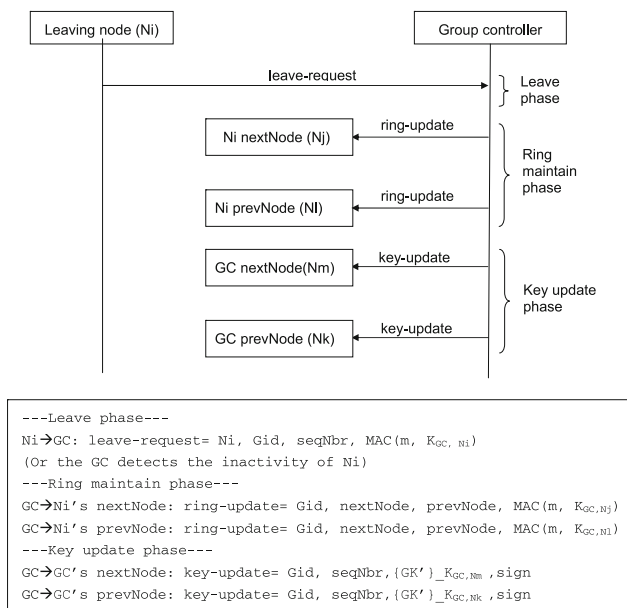 Leaving node (Ni)
Group controller
leave-request
Leave
phase
Ni nextNode (Nj)
ring-update
Ring
maintain
phase
Ni prevNode (Nl)
ring-update
GC nextNode(Nm)
key-update
Key update
phase
GC prevNode (Nk)
key-update
---Leave phase---
Ni→GC: leave-request= Ni, Gid, seqNbr, MAC(m, KGC, Ni)
(Or the GC detects the inactivity of Ni)
---Ring maintain phase---
GC→Ni's nextNode: ring-update= Gid, nextNode, prevNode, MAC(m, KGC,Nj)
GC→Ni's prevNode: ring-update= Gid, nextNode, prevNode, MAC(m, KGC,Nl)
---Key update phase---
GC→GC's nextNode: key-update= Gid, seqNbr,{GK'}_KGC,Nm ,sign
GC→GC's prevNode: key-update= Gid, seqNbr,{GK'}_KGC,Nk ,sign